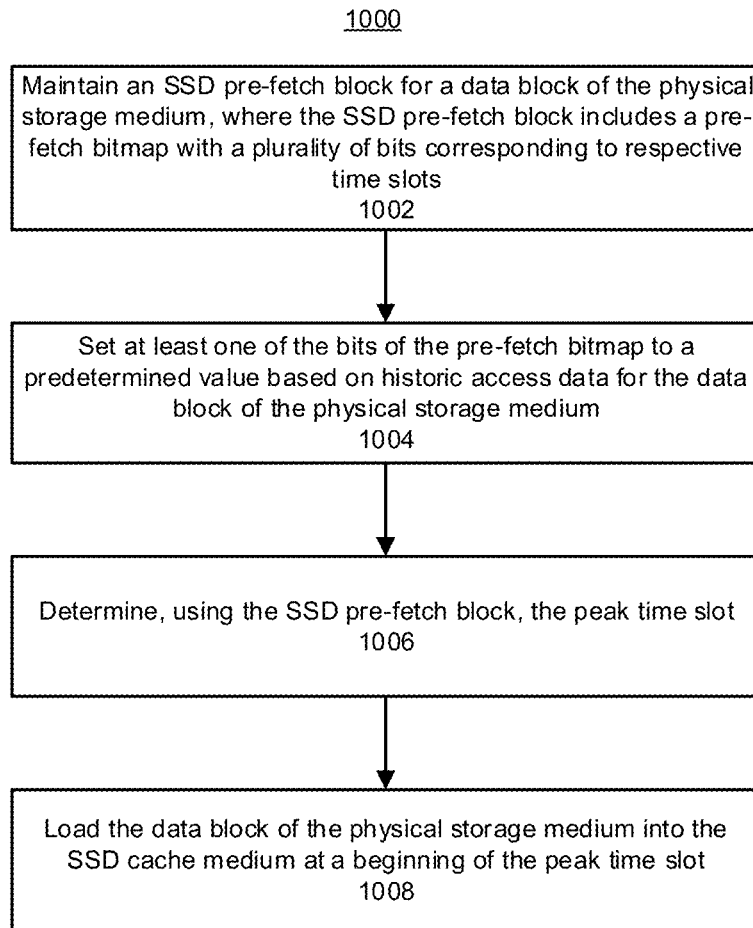 1000
Maintain an SSD pre-fetch block for a data block of the physical
storage medium, where the SSD pre-fetch block includes a pre-
fetch bitmap with a plurality of bits corresponding to respective
time slots
1002
Set at least one of the bits of the pre-fetch bitmap to a
predetermined value based on historic access data for the data
block of the physical storage medium
1004
Determine, using the SSD pre-fetch block, the peak time slot
1006
Load the data block of the physical storage medium into the
SSD cache medium at a beginning of the peak time slot
1008